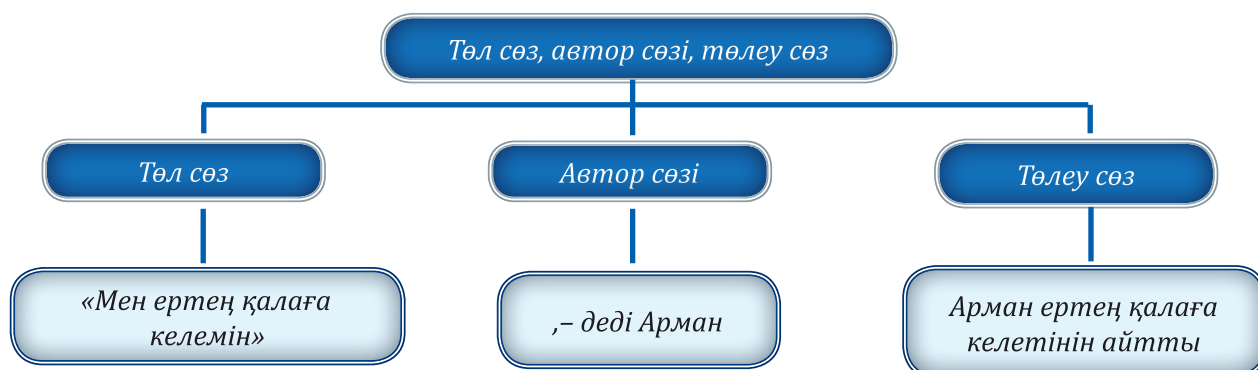 Төл сөз, автор сөзі, төлеу сөз
Төл сөз
Автор сөзі
Төлеу сөз
«Мен ертең қалаға
келемін»
,– деді Арман
Арман ертең қалаға
келетінін айтты